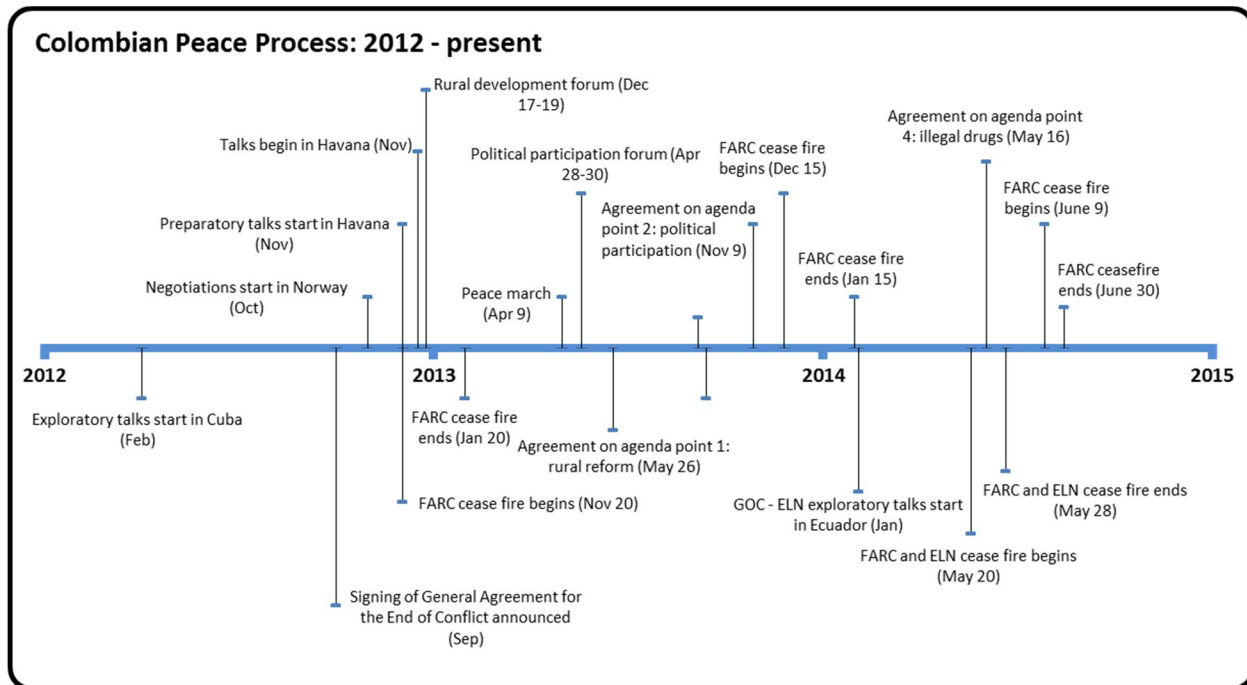 Colombian Peace Process: 2012 - present
Rural development forum (Dec
17-19)
Talks begin in Havana (Nov)
Preparatory talks start in Havana
(Nov)
Negotiations start in Norway
(Oct)
Peace march
(Apr 9)
Political participation forum (Apr
28-30)
Agreement on agenda
point 2: political
participation (Nov 9)
FARC cease fire
begins (Dec 15)
FARC cease fire
ends (Jan 15)
Agreement on agenda point
4: illegal drugs (May 16)
FARC cease fire
begins (June 9)
FARC ceasefire
ends (June 30)
2012
2013
2014
2015
Exploratory talks start in Cuba
(Feb)
Signing of General Agreement for
the End of Conflict announced
(Sep)
FARC cease fire begins (Nov 20)
FARC cease fire
ends (Jan 20)
Agreement on agenda point 1:
rural reform (May 26)
GOC - ELN exploratory talks start
in Ecuador (Jan)
FARC and ELN cease fire begins
(May 20)
FARC and ELN cease fire ends
(May 28)